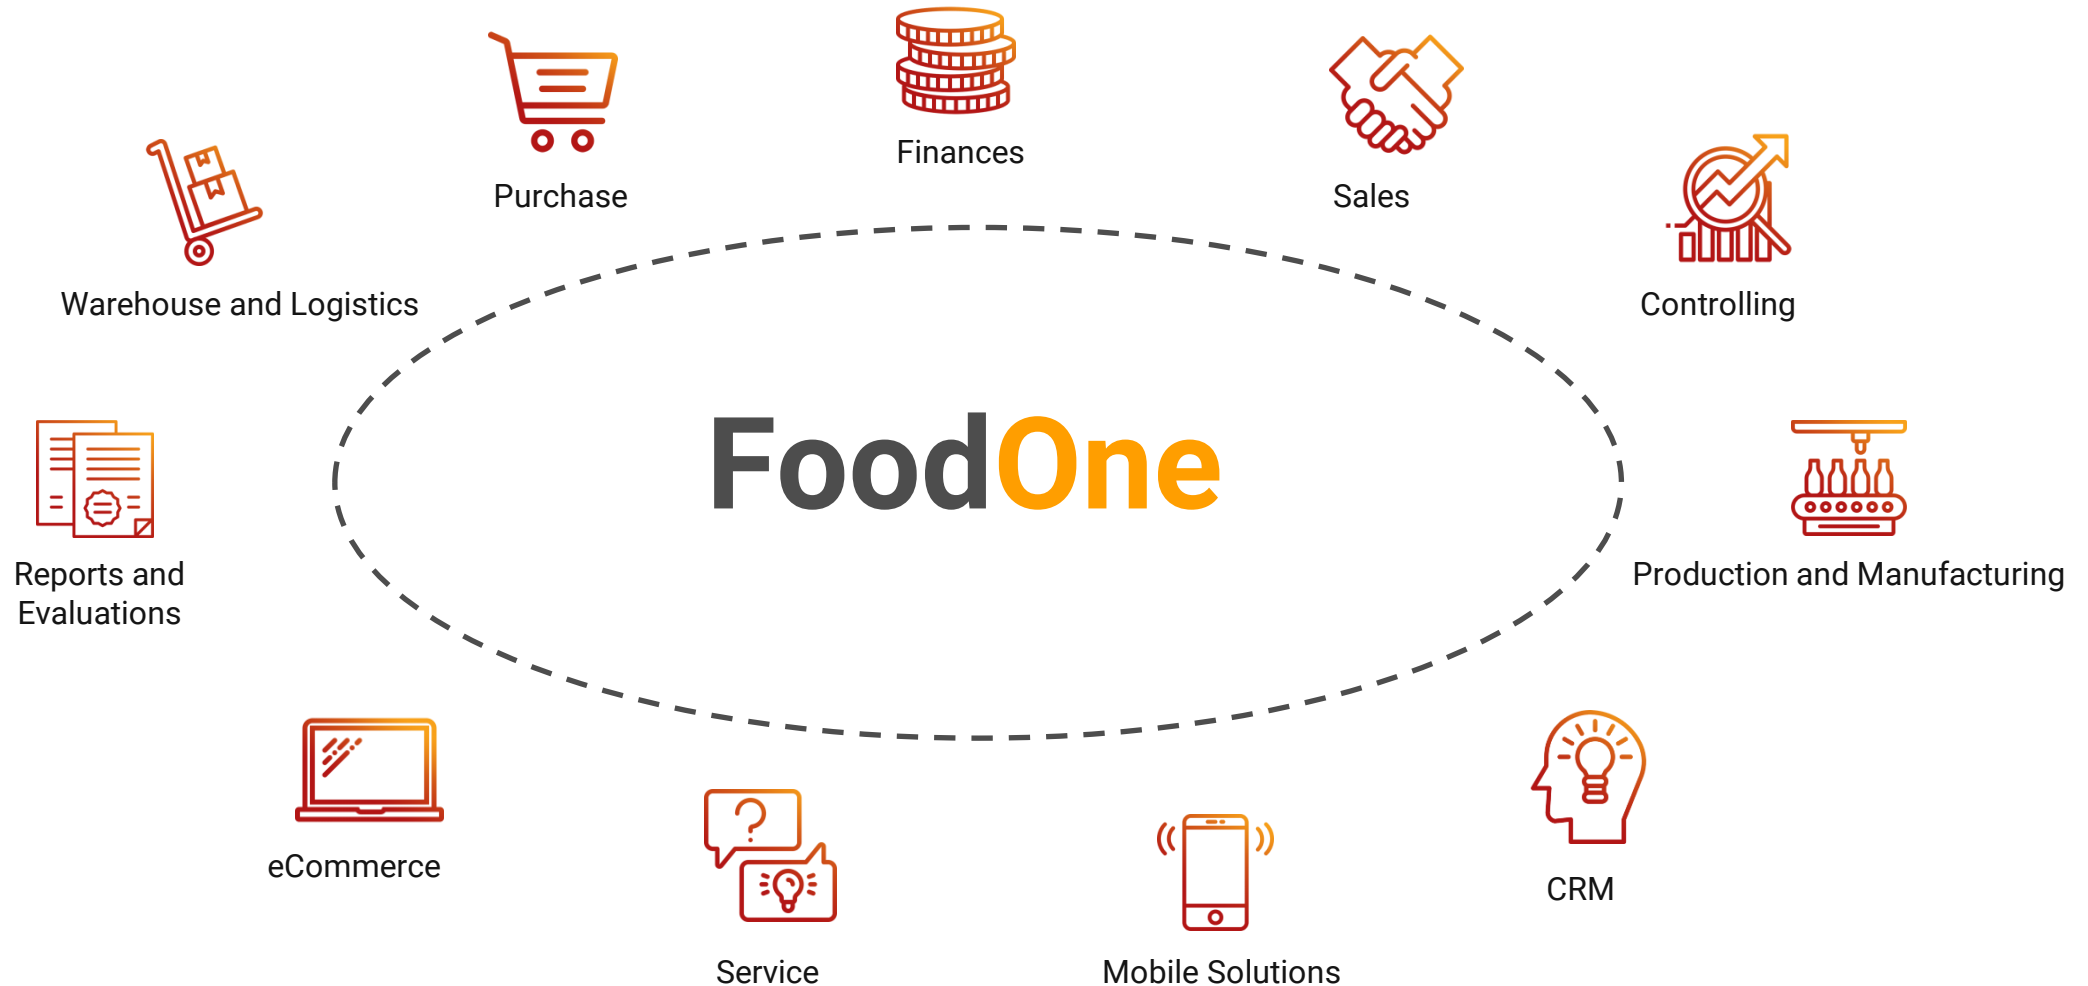 Finances
Purchase
Sales
Warehouse and Logistics
Controlling
FoodOne
Reports and
Evaluations
Production and Manufacturing
eCommerce
CRM
Service
Mobile Solutions